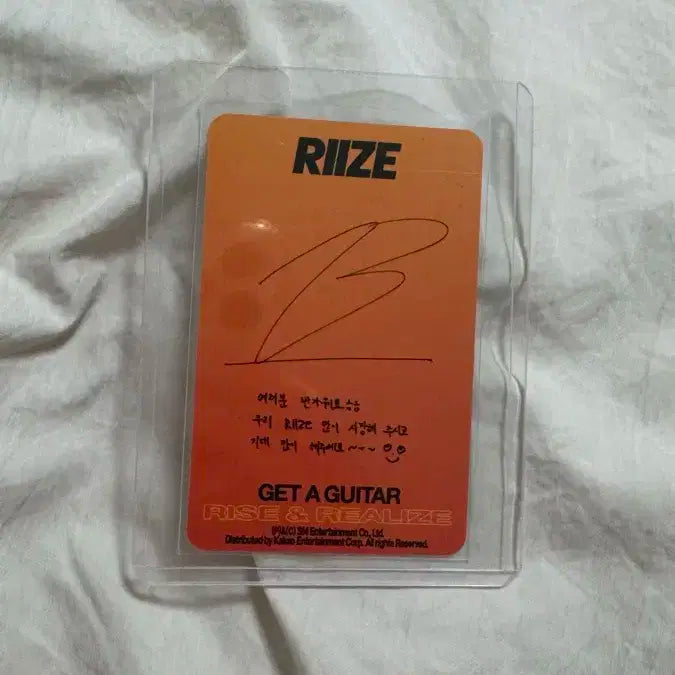 RIIZE
B
여러분 반가워요ㅎㅎ
우리 RIIZE 많이 사랑해 주시고
기대 많이 해주세요~~~
GET A GUITAR
RISE & REALIZE
(P)&(C) SM Entertainment Co., Ltd.
Distributed by Kakao Entertainment Corp. All rights Reserved.